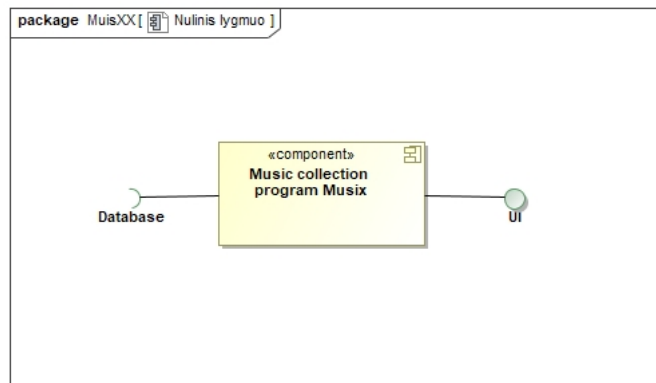 package MuisXX [ Nulinis lygmuo ]
«component»
Music collection
program Musix
Database
UI